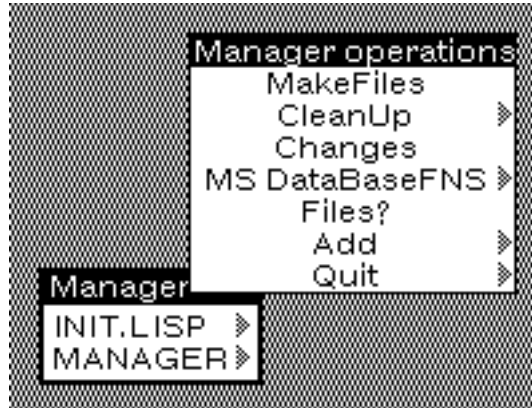 Manager operations
MakeFiles
CleanUp
Changes
MS DataBaseFNS
Files?
Add
Quit
Manager
INIT.LISP
MANAGER